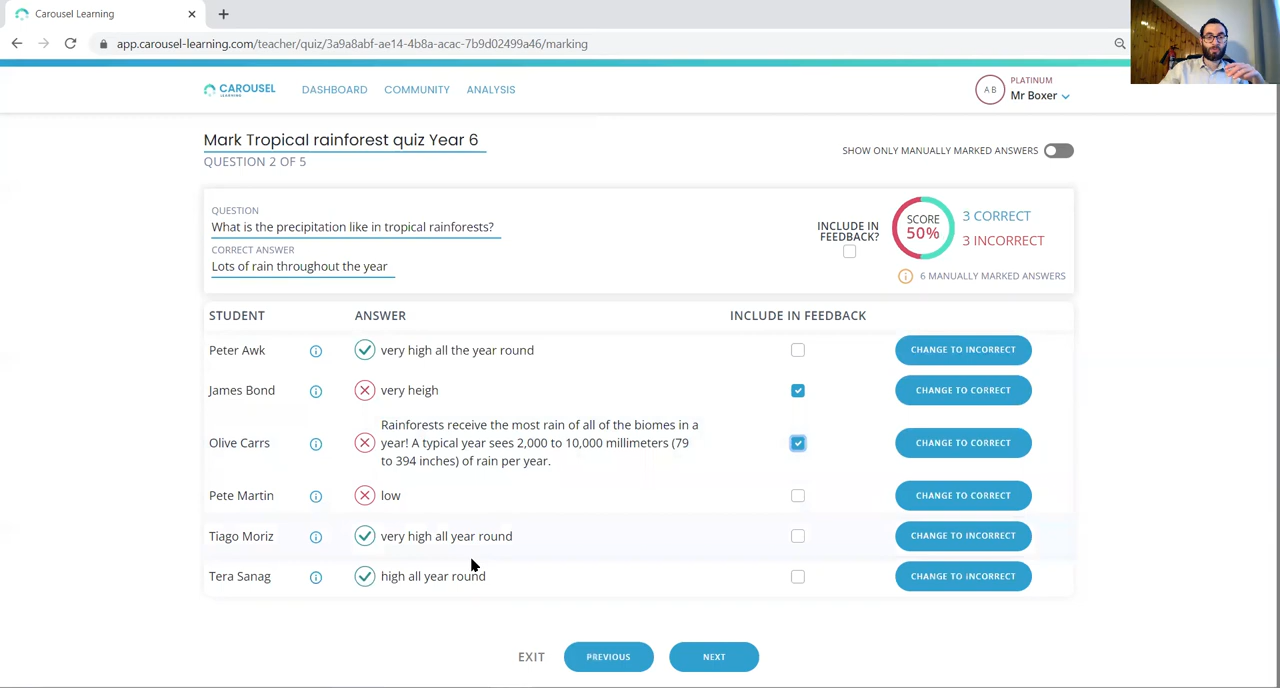 Carousel Learning
app.carousel-learning.com/teacher/quiz/3a9a8abf-ae14-4b8a-acac-7b9d02499a46/marking
CAROUSEL
LEARNING
DASHBOARD
COMMUNITY
ANALYSIS
A B
PLATINUM
Mr Boxer
Mark Tropical rainforest quiz Year 6
QUESTION 2 OF 5
SHOW ONLY MANUALLY MARKED ANSWERS
QUESTION
What is the precipitation like in tropical rainforests?
CORRECT ANSWER
Lots of rain throughout the year
INCLUDE IN
FEEDBACK?
SCORE
50%
3 CORRECT
3 INCORRECT
6 MANUALLY MARKED ANSWERS
STUDENT ANSWER INCLUDE IN FEEDBACK
Peter Awk very high all the year round CHANGE TO INCORRECT
James Bond very heigh CHANGE TO CORRECT
Olive Carrs Rainforests receive the most rain of all of the biomes in a
year! A typical year sees 2,000 to 10,000 millimeters (79
to 394 inches) of rain per year. CHANGE TO CORRECT
Pete Martin low CHANGE TO CORRECT
Tiago Moriz very high all year round CHANGE TO INCORRECT
Tera Sanag high all year round CHANGE TO INCORRECT
EXIT PREVIOUS NEXT